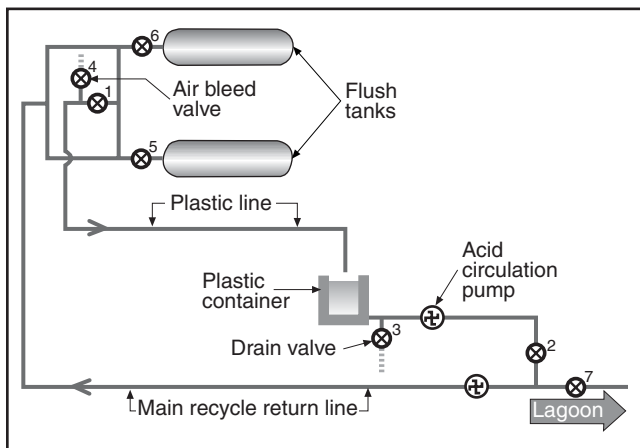 6
4
Air bleed
valve
1
Flush
tanks
5
Plastic line
Plastic
container
Acid
circulation
pump
3
Drain valve
2
7
Main recycle return line
Lagoon